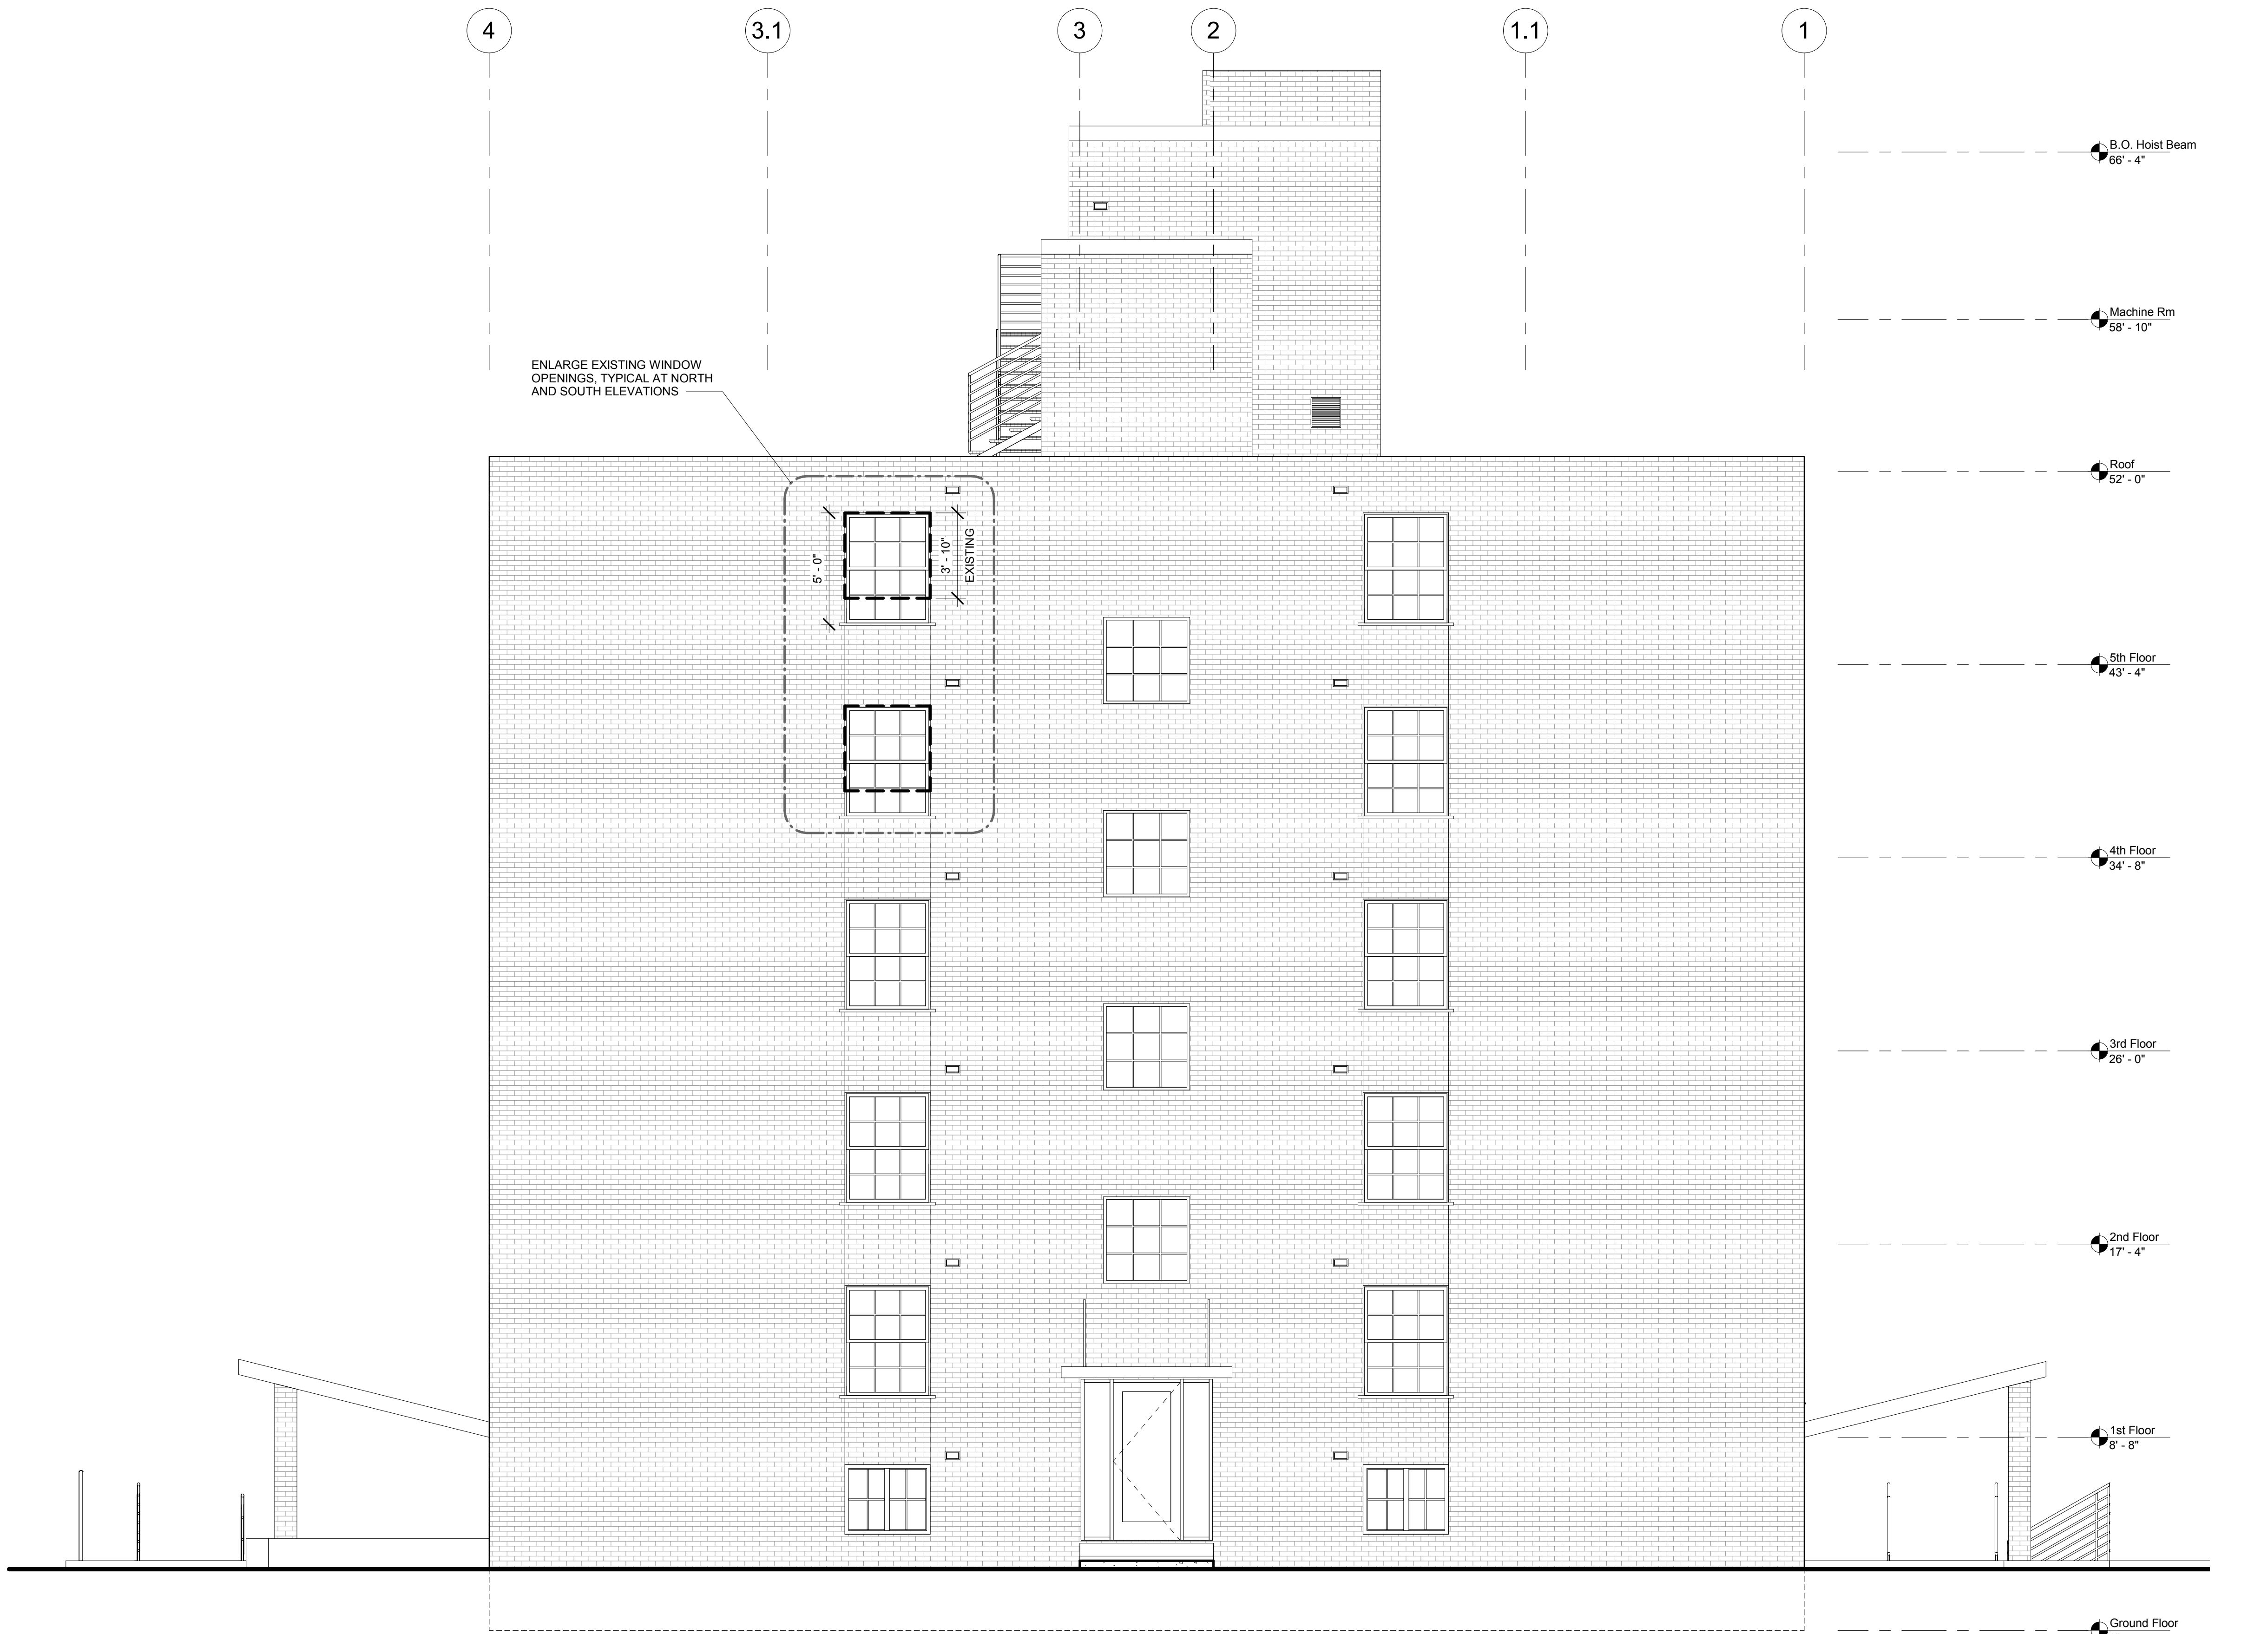 4
3.1
3
2
1.1
1
B.O. Hoist Beam
66' - 4"
Machine Rm
58' - 10"
ENLARGE EXISTING WINDOW
OPENINGS, TYPICAL AT NORTH
AND SOUTH ELEVATIONS
Roof
52' - 0"
5' - 0"
3' - 10"
EXISTING
5th Floor
43' - 4"
4th Floor
34' - 8"
3rd Floor
26' - 0"
2nd Floor
17' - 4"
1st Floor
8' - 8"
Ground Floor